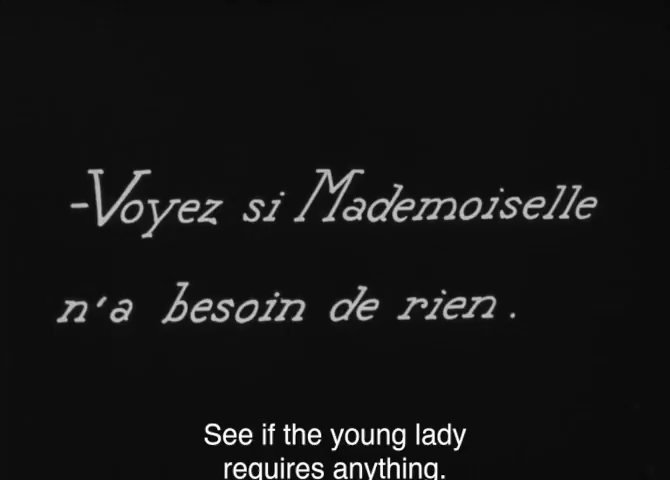 -Voyez si Mademoiselle
n'a besoin de rien.
See if the young lady
requires anything.